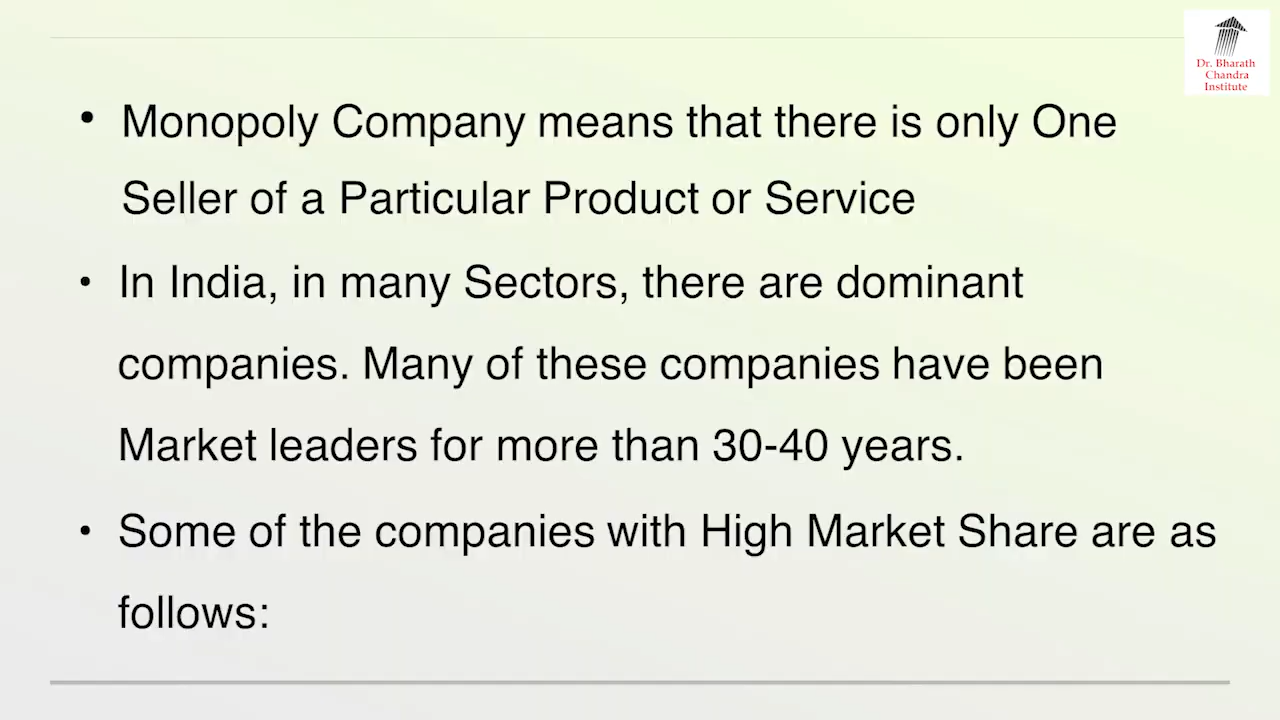 Dr. Bharath
Chandra
Institute
• Monopoly Company means that there is only One
Seller of a Particular Product or Service
• In India, in many Sectors, there are dominant
companies. Many of these companies have been
Market leaders for more than 30-40 years.
• Some of the companies with High Market Share are as
follows: